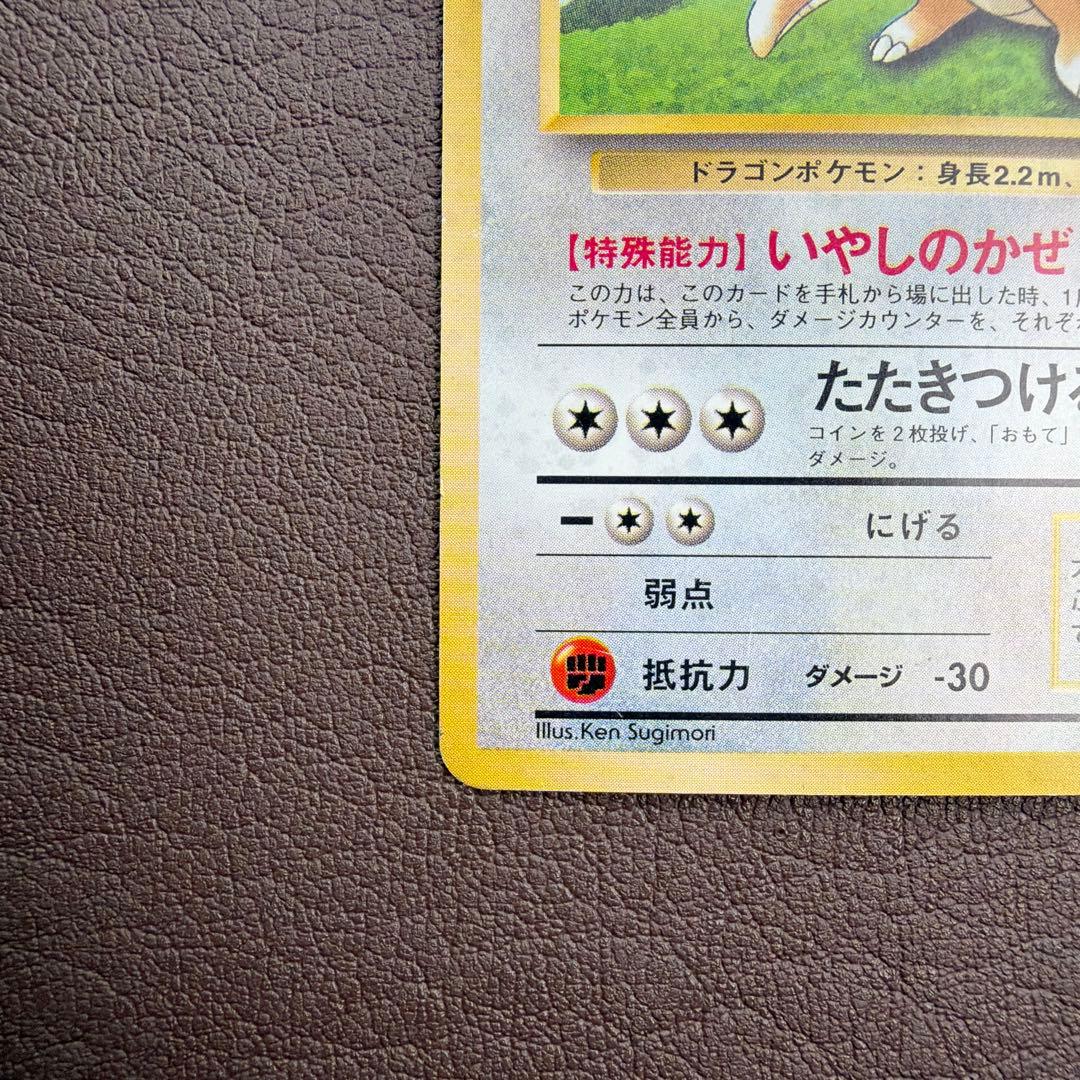 ドラゴンポケモン：身長2.2m、
【特殊能力】いやしのかぜ
この力は、このカードを手札から場に出した時、1
ポケモン全員から、ダメージカウンターを、それぞれ
たたきつける
コインを2枚投げ、「おもて」
ダメージ。
にげる
弱点
抵抗力 ダメージ -30
Illus.Ken Sugimori